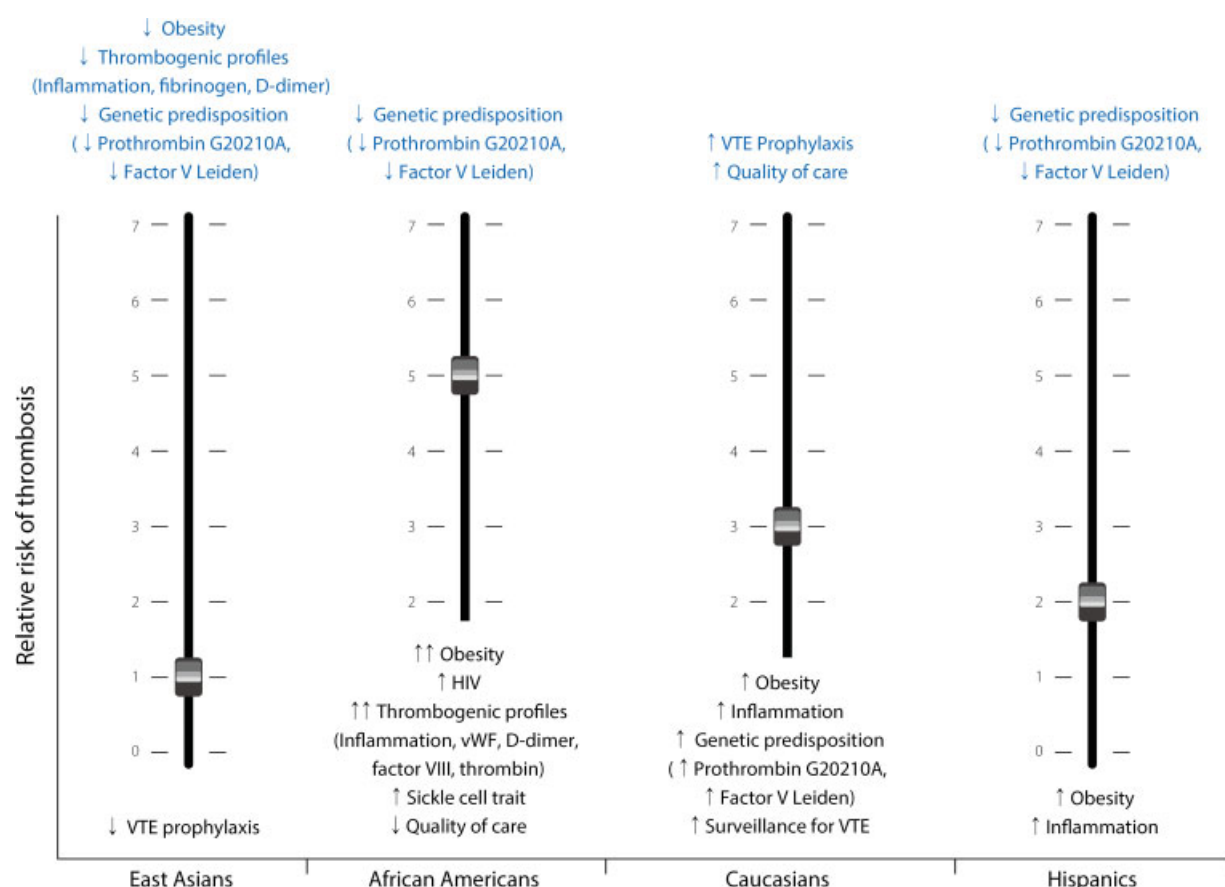 ↓ Obesity
↓ Thrombogenic profiles
(Inflammation, fibrinogen, D-dimer)
↓ Genetic predisposition
( ↓ Prothrombin G20210A,
↓ Factor V Leiden)
↓ Genetic predisposition
( ↓ Prothrombin G20210A,
↓ Factor V Leiden)
↑ VTE Prophylaxis
↑ Quality of care
↓ Genetic predisposition
( ↓ Prothrombin G20210A,
↓ Factor V Leiden)
Relative risk of thrombosis
7
6
5
4
3
2
1
0
7
6
5
4
3
2
7
6
5
4
3
2
7
6
5
4
3
2
1
0
↓ VTE prophylaxis
↑↑ Obesity
↑ HIV
↑↑ Thrombogenic profiles
(Inflammation, vWF, D-dimer,
factor VIII, thrombin)
↑ Sickle cell trait
↓ Quality of care
↑ Obesity
↑ Inflammation
↑ Genetic predisposition
( ↑ Prothrombin G20210A,
↑ Factor V Leiden)
↑ Surveillance for VTE
↑ Obesity
↑ Inflammation
East Asians
African Americans
Caucasians
Hispanics